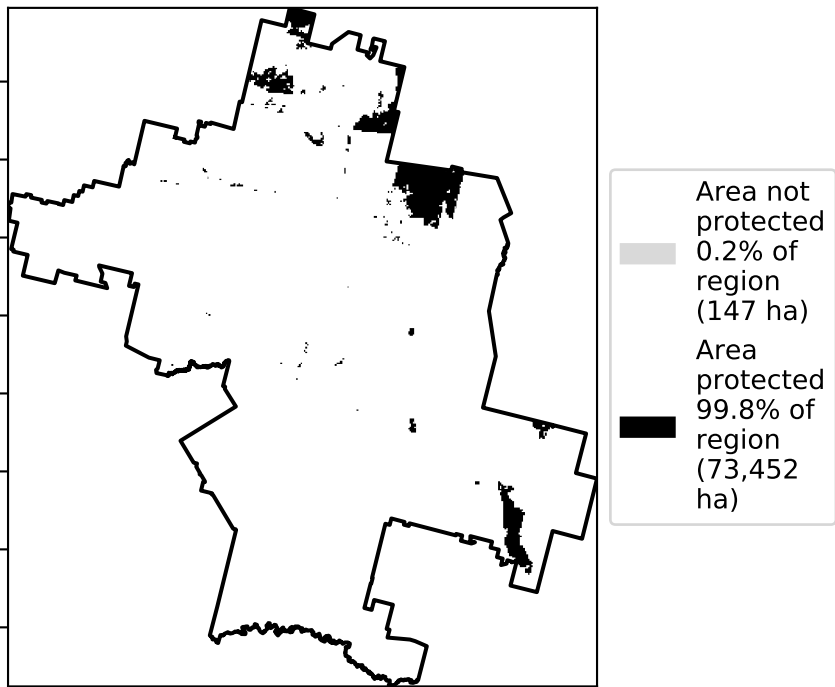 Area not
protected
0.2% of
region
(147 ha)
Area
protected
99.8% of
region
(73,452
ha)